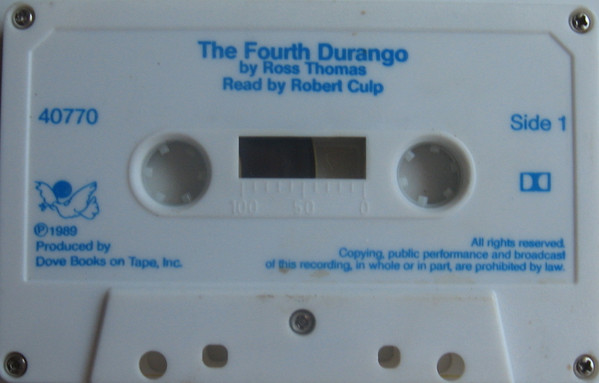 The Fourth Durango
by Ross Thomas
Read by Robert Culp
40770
Side 1
100 50 0
℗1989
Produced by
Dove Books on Tape, Inc.
All rights reserved.
Copying, public performance and broadcast
of this recording, in whole or in part, are prohibited by law.